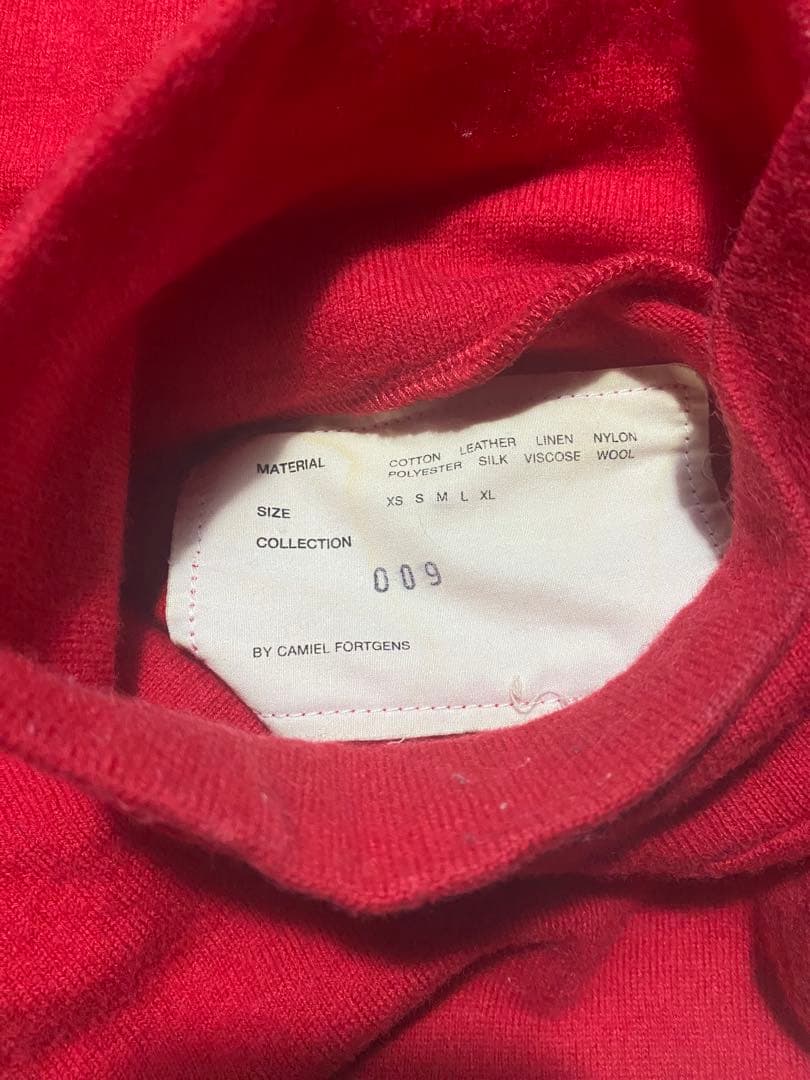 MATERIAL COTTON LEATHER LINEN NYLON
POLYESTER SILK VISCOSE WOOL
SIZE XS S M L XL
COLLECTION
009
BY CAMIEL FORTGENS